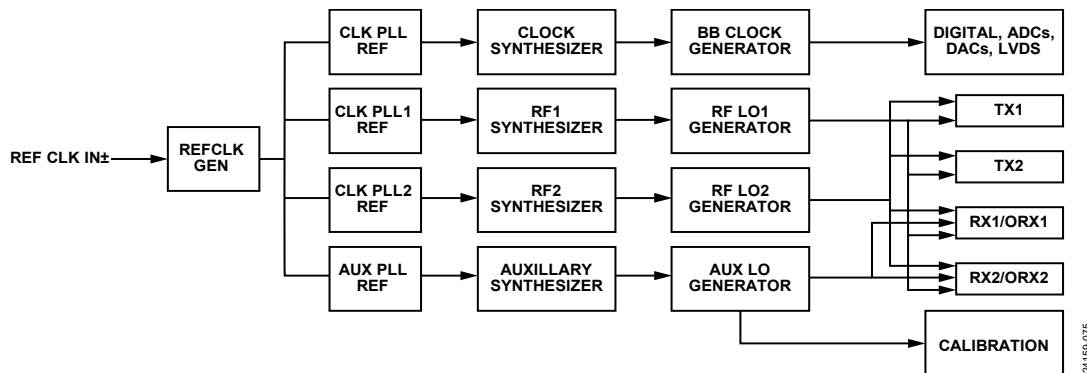 CLK PLL
REF
CLOCK
SYNTHESIZER
BB CLOCK
GENERATOR
DIGITAL, ADCs,
DACs, LVDS
CLK PLL1
REF
RF1
SYNTHESIZER
RF LO1
GENERATOR
TX1
REF CLK IN±
REFCLK
GEN
TX2
CLK PLL2
REF
RF2
SYNTHESIZER
RF LO2
GENERATOR
RX1/ORX1
AUX PLL
REF
AUXILLARY
SYNTHESIZER
AUX LO
GENERATOR
RX2/ORX2
CALIBRATION
24159-075